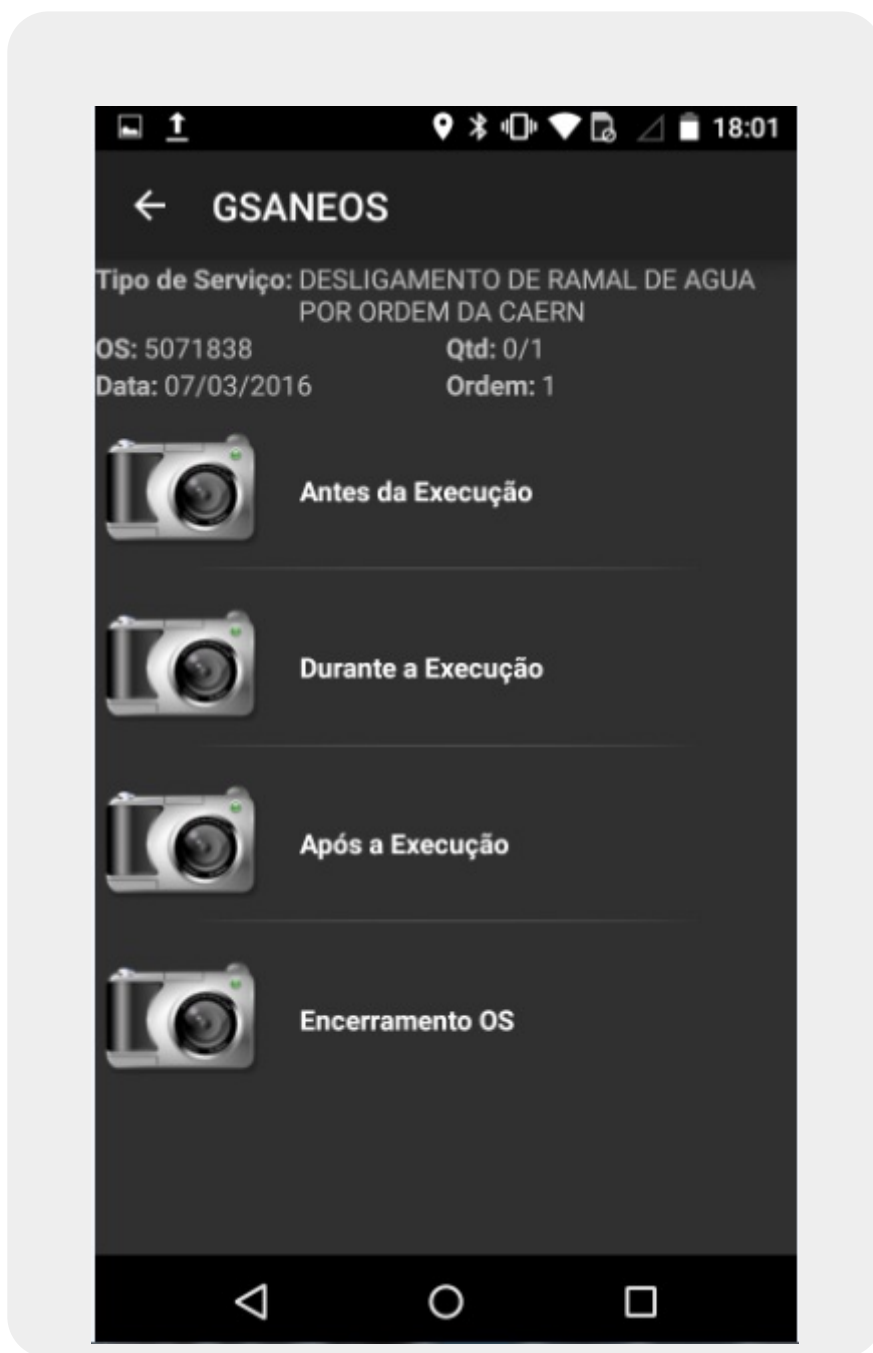 18:01
GSANEOS
Tipo de Serviço: DESLIGAMENTO DE RAMAL DE AGUA
POR ORDEM DA CAERN
OS: 5071838 Qtd: 0/1
Data: 07/03/2016 Ordem: 1
Antes da Execução
Durante a Execução
Após a Execução
Encerramento OS